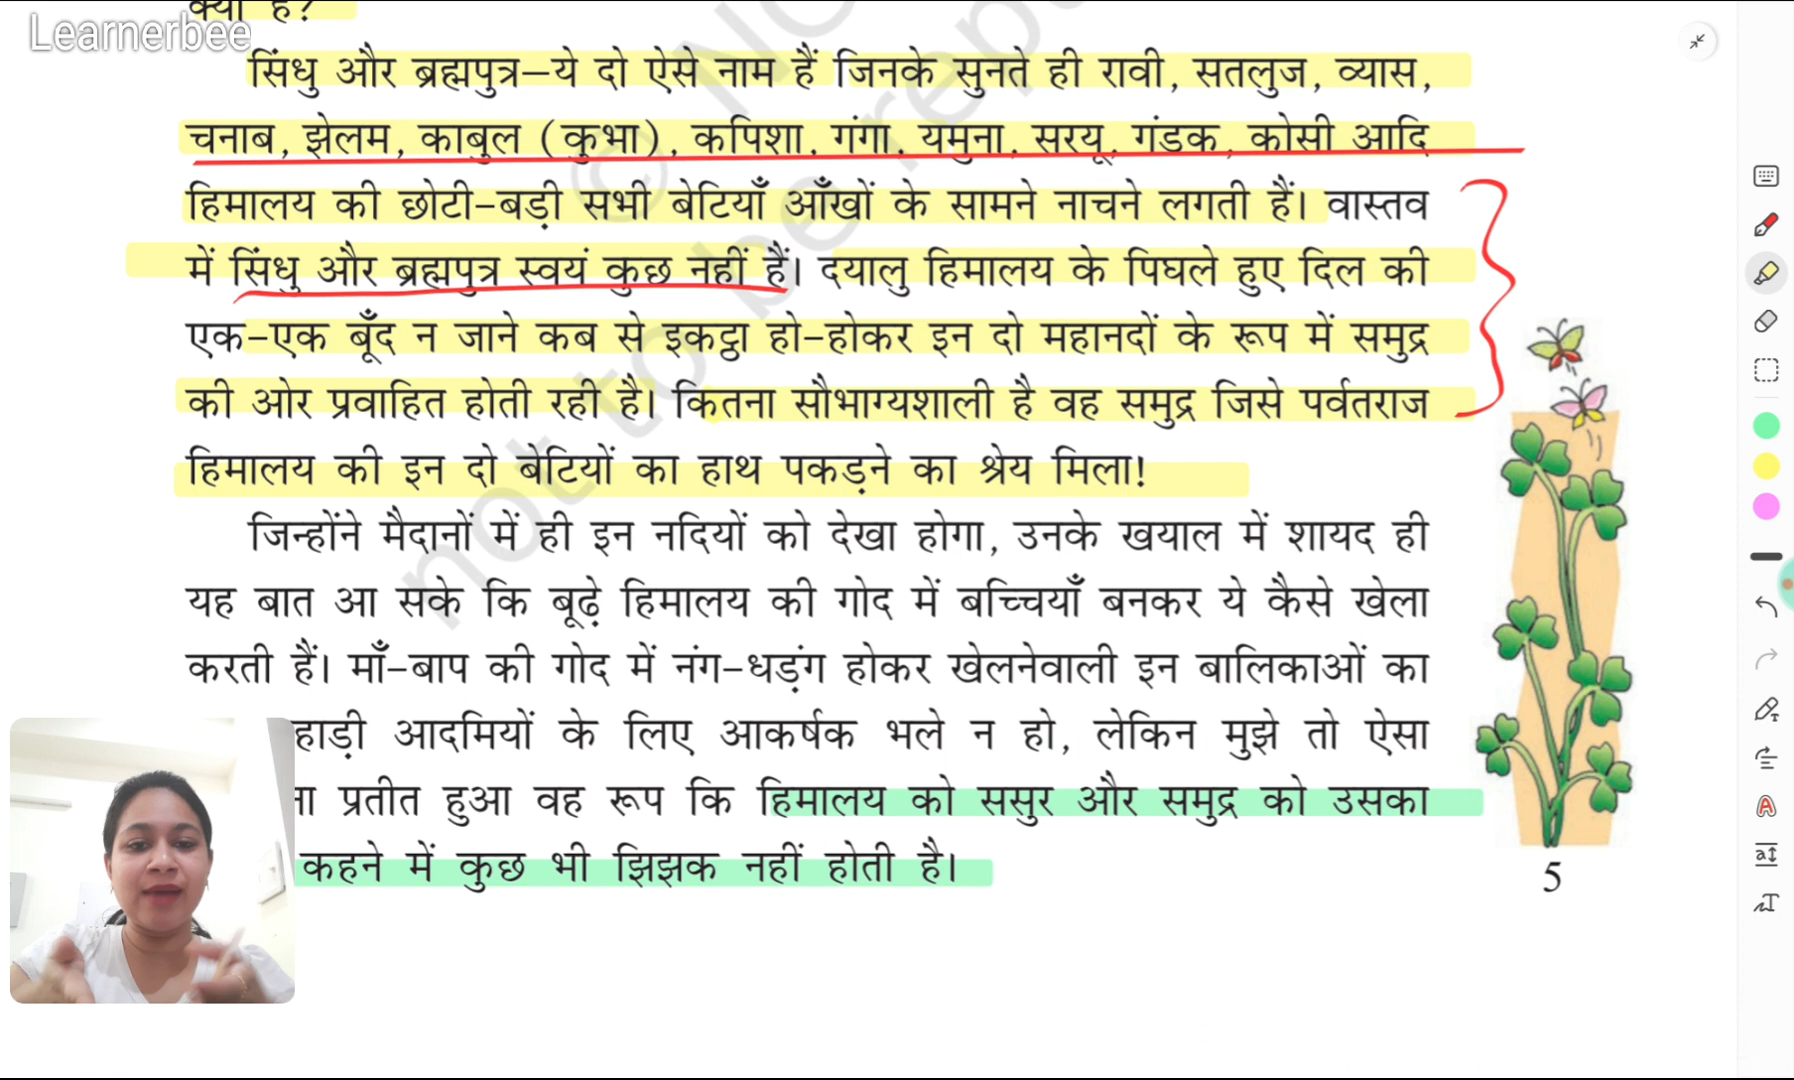 क्या है?
Learnerbee
सिंधु और ब्रह्मपुत्र–ये दो ऐसे नाम हैं जिनके सुनते ही रावी, सतलुज, व्यास,
चनाब, झेलम, काबुल (कुभा), कपिशा, गंगा, यमुना, सरयू, गंडक, कोसी आदि
हिमालय की छोटी-बड़ी सभी बेटियाँ आँखों के सामने नाचने लगती हैं। वास्तव
में सिंधु और ब्रह्मपुत्र स्वयं कुछ नहीं हैं। दयालु हिमालय के पिघले हुए दिल की
एक-एक बूँद न जाने कब से इकट्ठा हो-होकर इन दो महानदों के रूप में समुद्र
की ओर प्रवाहित होती रही है। कितना सौभाग्यशाली है वह समुद्र जिसे पर्वतराज
हिमालय की इन दो बेटियों का हाथ पकड़ने का श्रेय मिला!
जिन्होंने मैदानों में ही इन नदियों को देखा होगा, उनके खयाल में शायद ही
यह बात आ सके कि बूढ़े हिमालय की गोद में बच्चियाँ बनकर ये कैसे खेला
करती हैं। माँ-बाप की गोद में नंग-धड़ंग होकर खेलनेवाली इन बालिकाओं का
हाड़ी आदमियों के लिए आकर्षक भले न हो, लेकिन मुझे तो ऐसा
प्रतीत हुआ वह रूप कि हिमालय को ससुर और समुद्र को उसका
कहने में कुछ भी झिझक नहीं होती है।
5
not to be rep